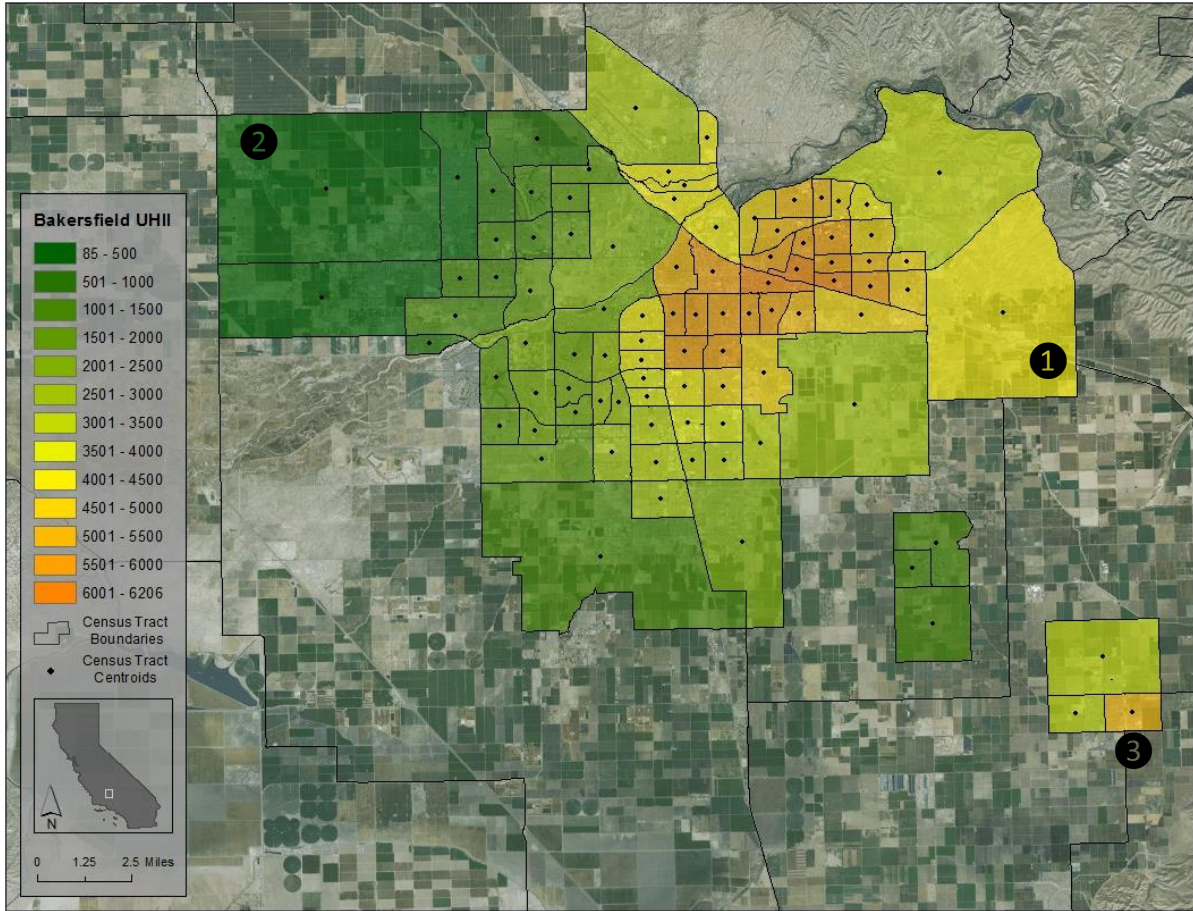 2
1
3
Bakersfield UHII
85 - 500
501 - 1000
1001 - 1500
1501 - 2000
2001 - 2500
2501 - 3000
3001 - 3500
3501 - 4000
4001 - 4500
4501 - 5000
5001 - 5500
5501 - 6000
6001 - 6206
Census Tract
Boundaries
Census Tract
Centroids
N
0 1.25 2.5 Miles